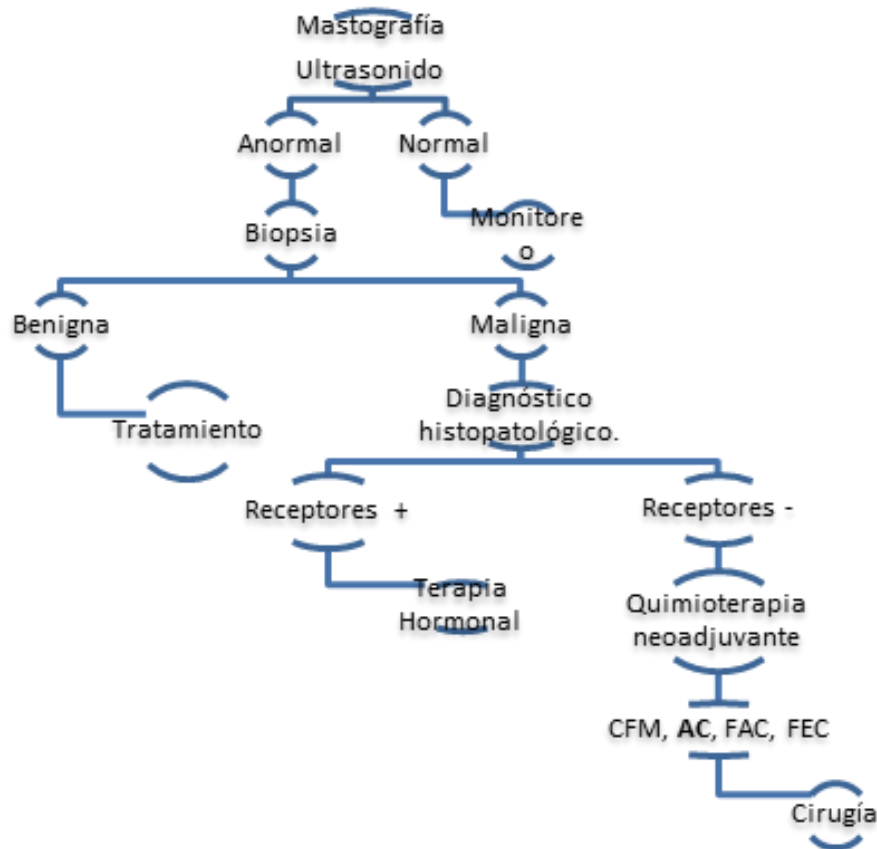 Mastografía
Ultrasonido
Anormal
Normal
Biopsia
Monitore
o
Benigna
Maligna
Tratamiento
Diagnóstico
histopatológico.
Receptores +
Receptores -
Terapia
Hormonal
Quimioterapia
neoadjuvante
CFM, AC, FAC, FEC
Cirugía